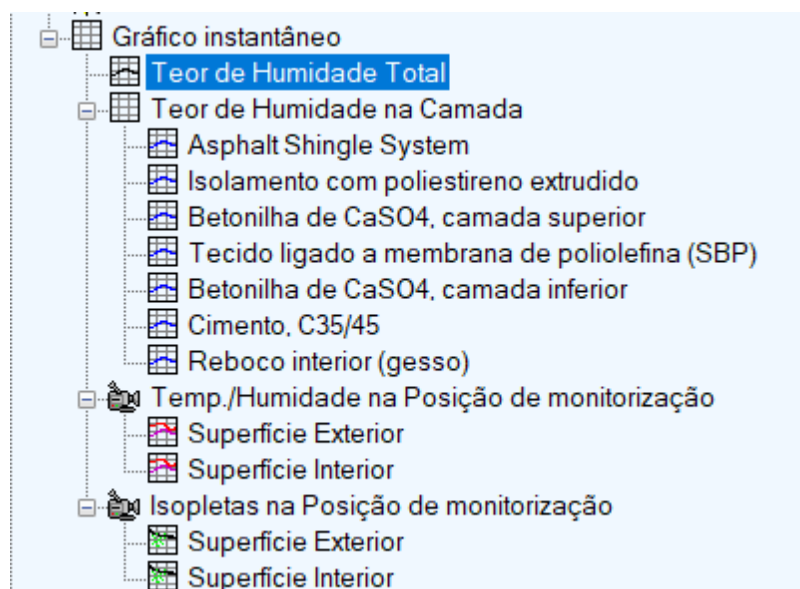 Gráfico instantâneo
Teor de Humidade Total
Teor de Humidade na Camada
Asphalt Shingle System
Isolamento com poliestireno extrudido
Betonilha de CaSO4, camada superior
Tecido ligado a membrana de poliolefina (SBP)
Betonilha de CaSO4, camada inferior
Cimento, C35/45
Reboco interior (gesso)
Temp./Humidade na Posição de monitorização
Superfície Exterior
Superfície Interior
Isopletas na Posição de monitorização
Superfície Exterior
Superfície Interior